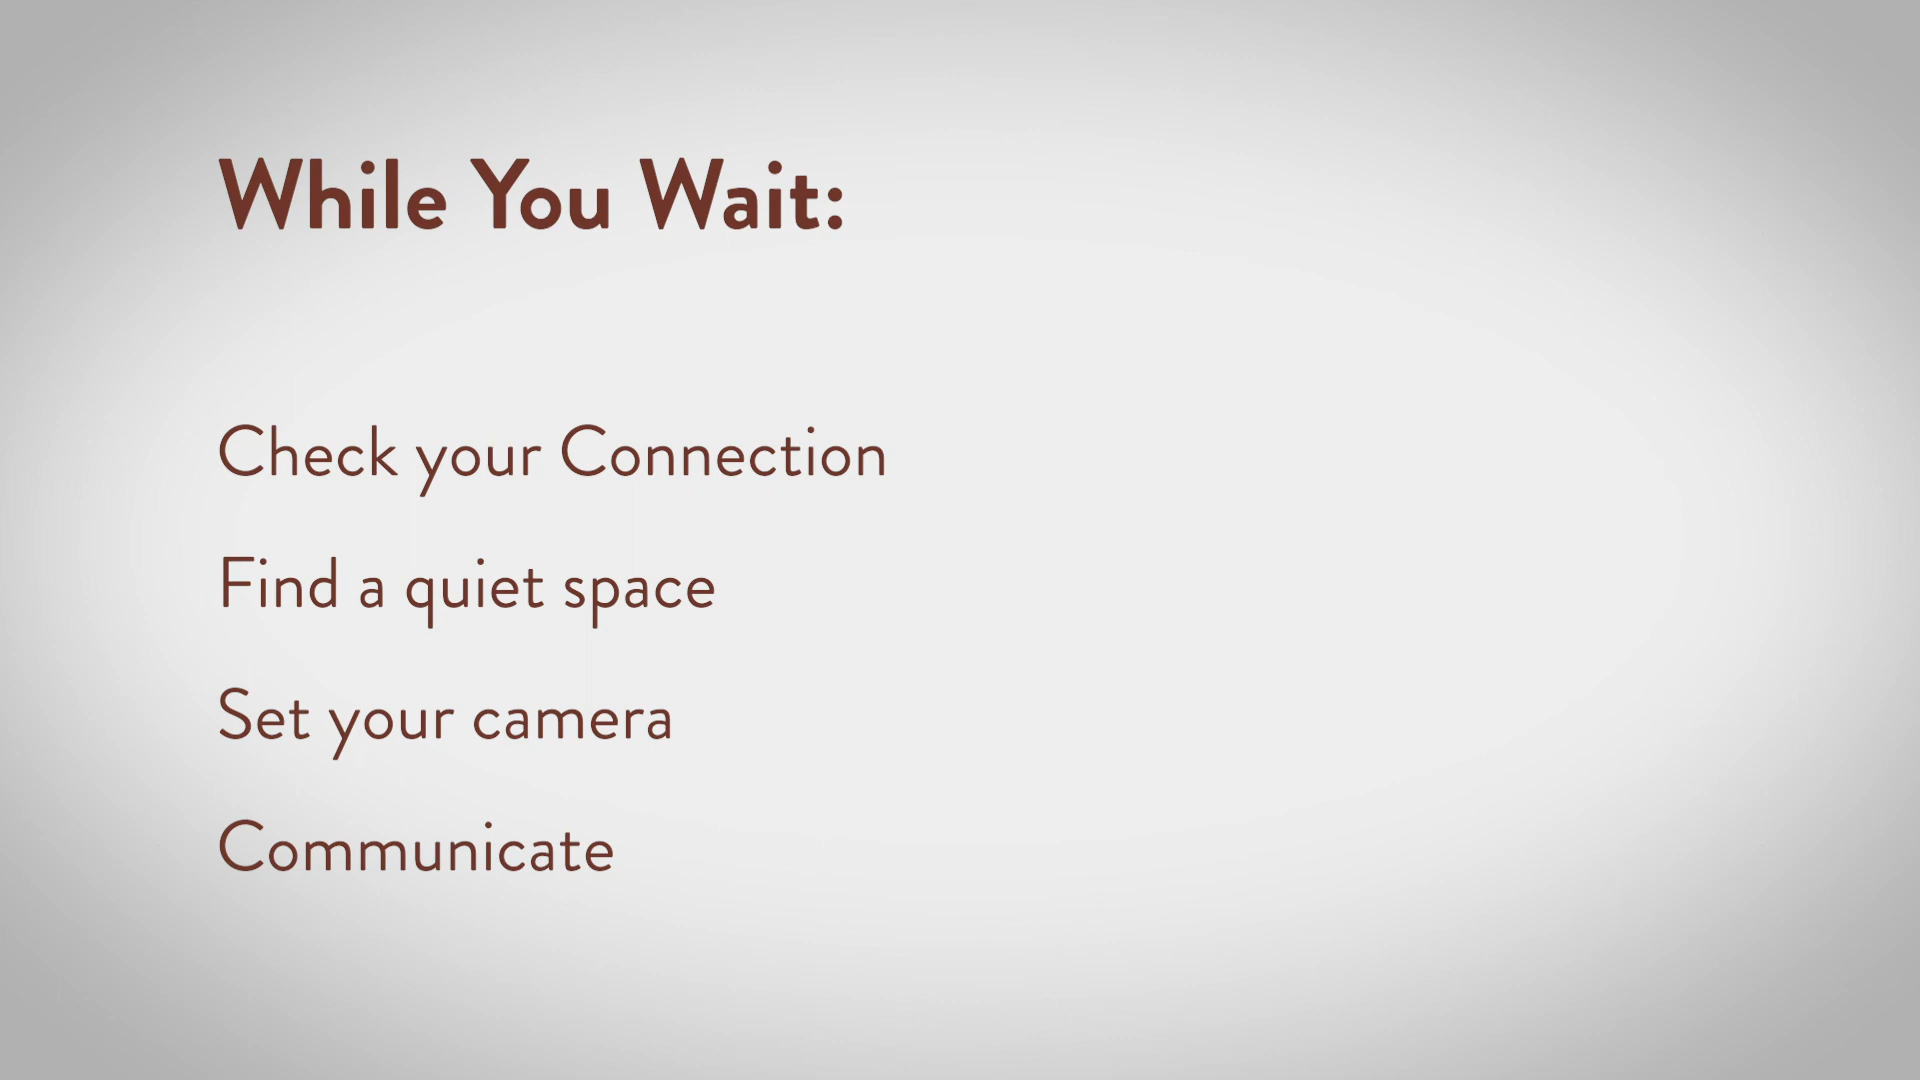 While You Wait:
Check your Connection
Find a quiet space
Set your camera
Communicate